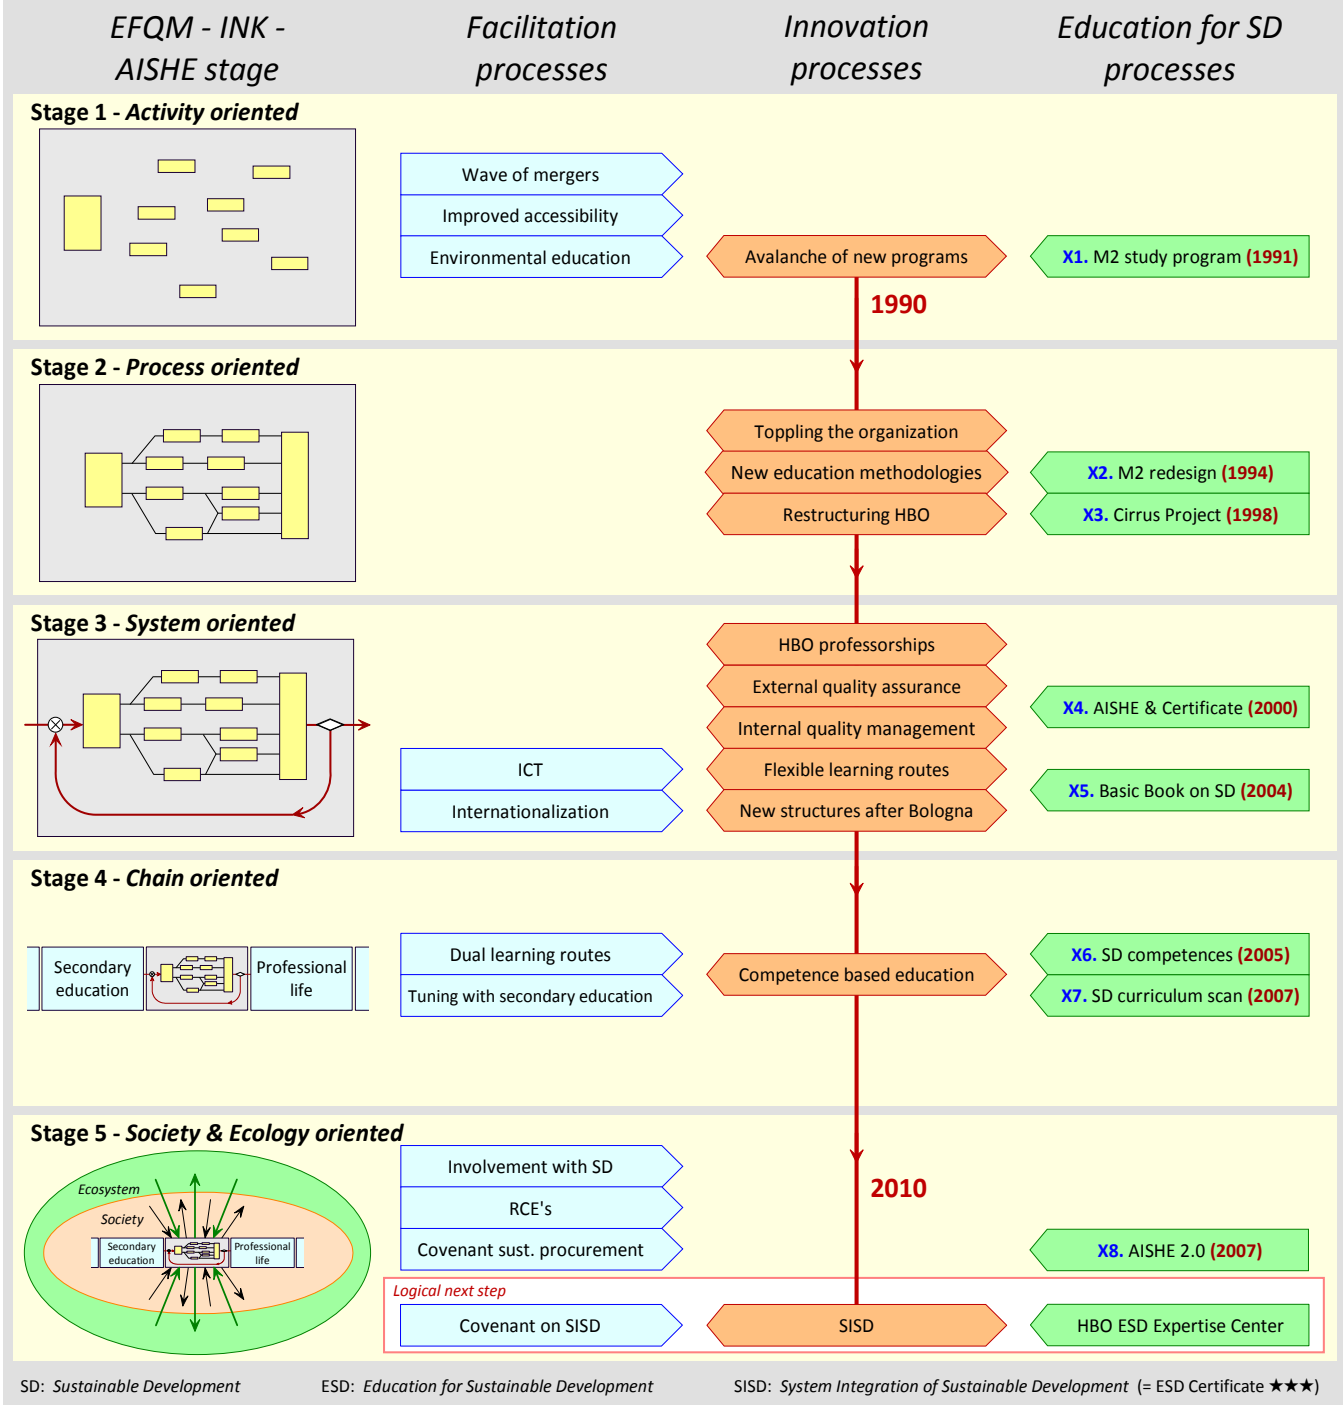 EFQM - INK -
AISHE stage
Facilitation
processes
Innovation
processes
Education for SD
processes
Stage 1 - Activity oriented
Wave of mergers
Improved accessibility
Environmental education
Avalanche of new programs
X1. M2 study program (1991)
1990
Stage 2 - Process oriented
Toppling the organization
New education methodologies
Restructuring HBO
X2. M2 redesign (1994)
X3. Cirrus Project (1998)
Stage 3 - System oriented
ICT
Internationalization
HBO professorships
External quality assurance
Internal quality management
Flexible learning routes
New structures after Bologna
X4. AISHE & Certificate (2000)
X5. Basic Book on SD (2004)
Stage 4 - Chain oriented
Secondary
education
Professional
life
Dual learning routes
Tuning with secondary education
Competence based education
X6. SD competences (2005)
X7. SD curriculum scan (2007)
Stage 5 - Society & Ecology oriented
Ecosystem
Society
Secondary
education
Professional
life
Involvement with SD
RCE's
Covenant sust. procurement
2010
X8. AISHE 2.0 (2007)
Logical next step
Covenant on SISD
SISD
HBO ESD Expertise Center
SD: Sustainable Development
ESD: Education for Sustainable Development
SISD: System Integration of Sustainable Development (= ESD Certificate ★★★)